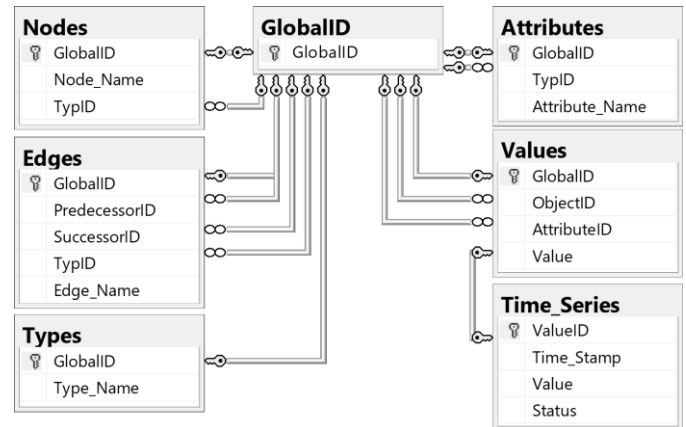 Nodes
GlobalID
Node_Name
TypID
Edges
GlobalID
PredecessorID
SuccessorID
TypID
Edge_Name
Types
GlobalID
Type_Name
GlobalID
GlobalID
Attributes
GlobalID
TypID
Attribute_Name
Values
GlobalID
ObjectID
AttributeID
Value
Time_Series
ValueID
Time_Stamp
Value
Status